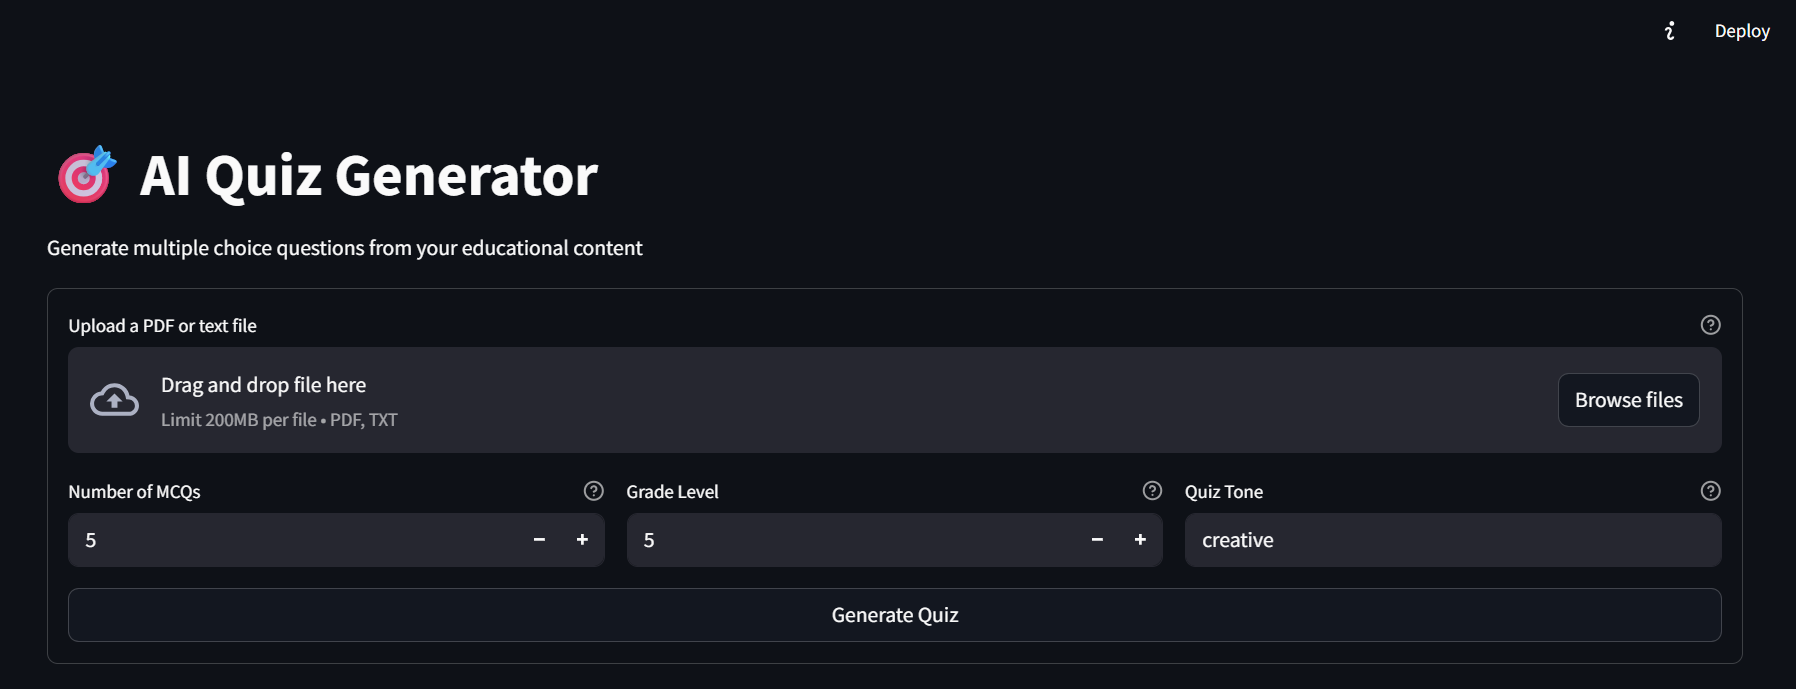 Deploy
AI Quiz Generator
Generate multiple choice questions from your educational content
Upload a PDF or text file
Drag and drop file here
Limit 200MB per file • PDF, TXT
Browse files
Number of MCQs
Grade Level
Quiz Tone
5
5
creative
Generate Quiz